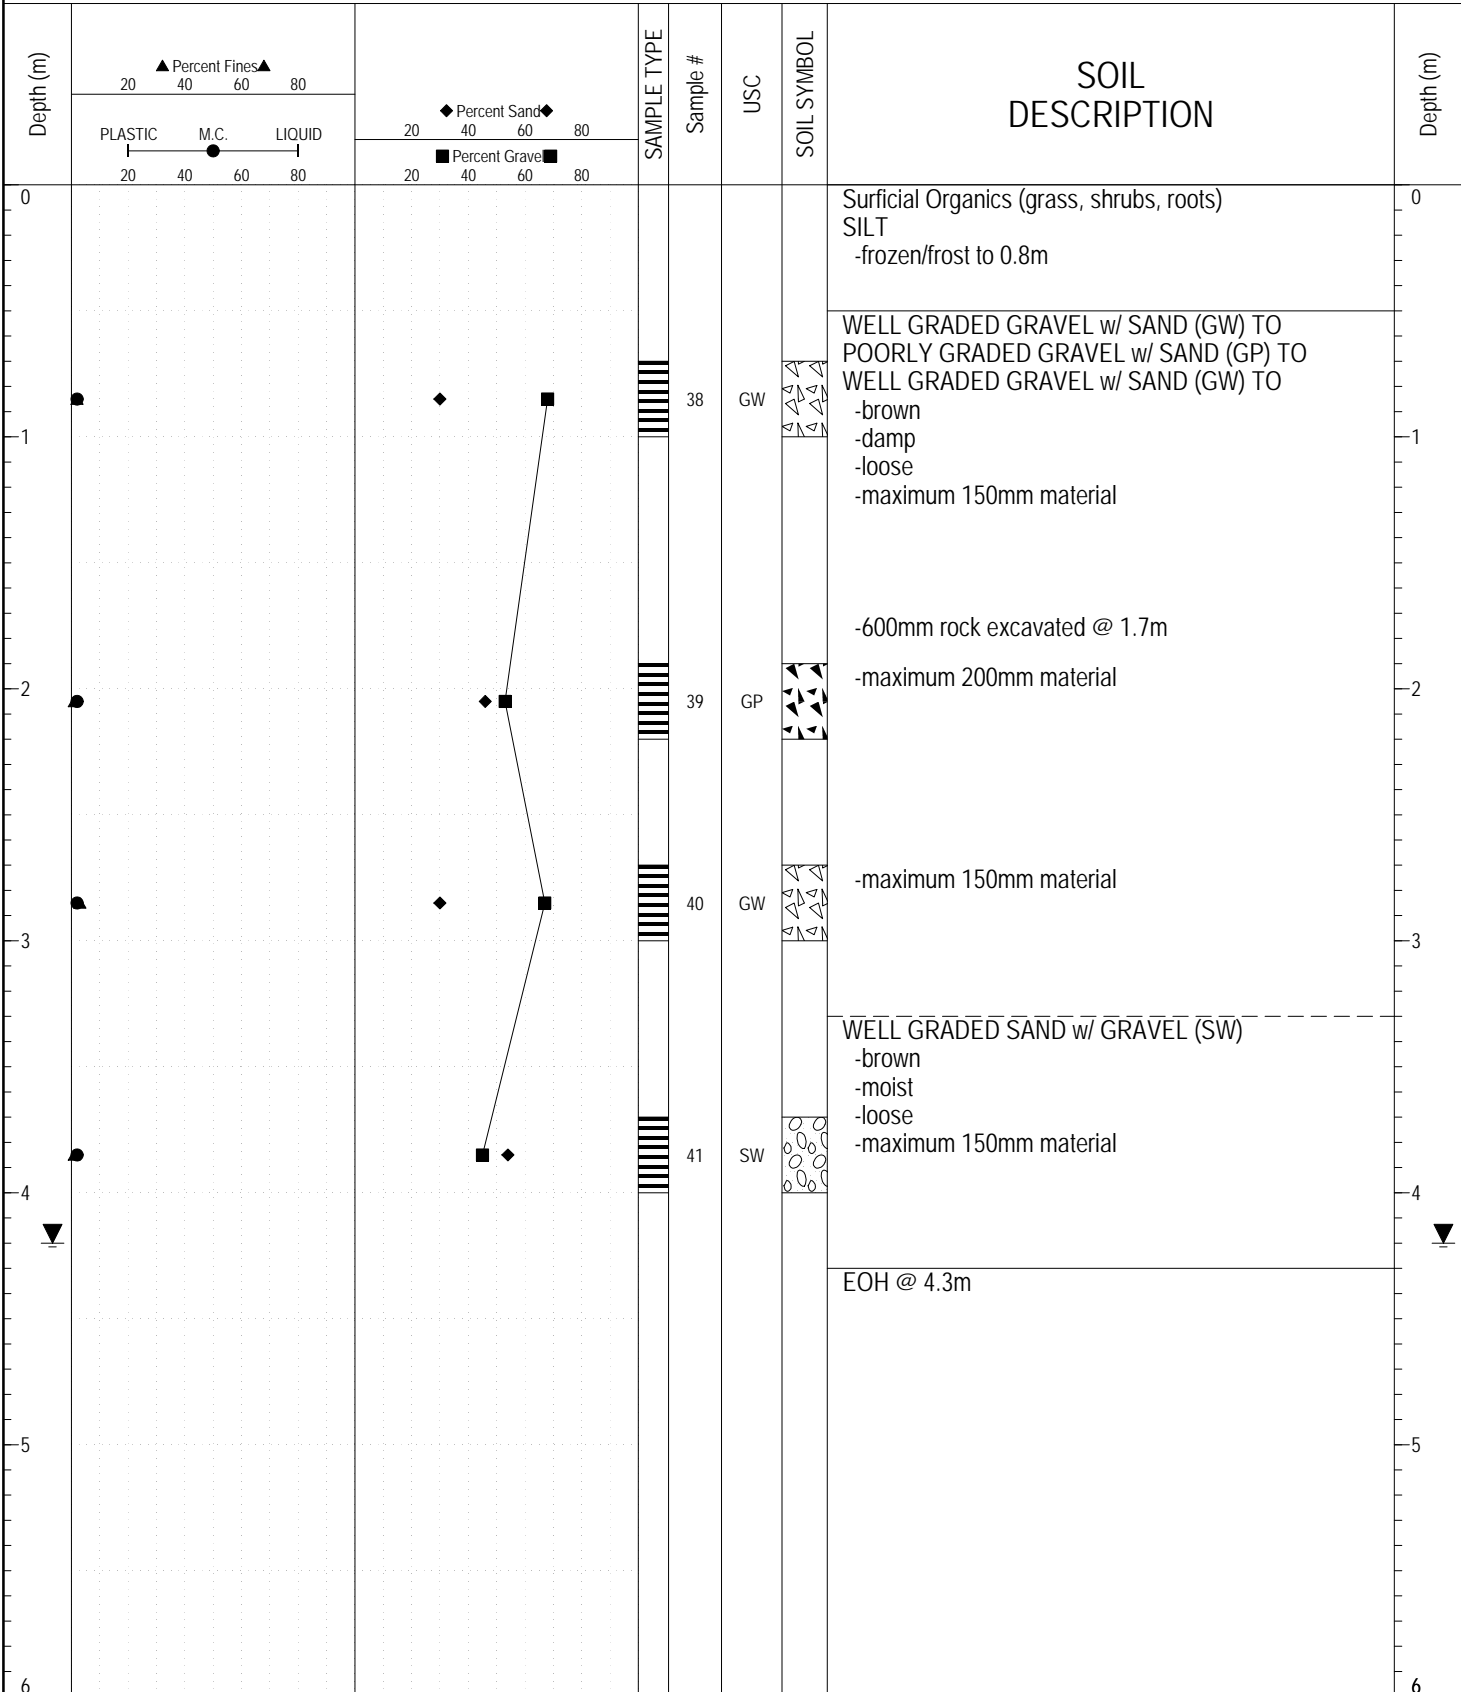 Depth (m)
▲ Percent Fines ▲
20 40 60 80
PLASTIC M.C. LIQUID
20 40 60 80
◆ Percent Sand ◆
20 40 60 80
■ Percent Gravel ■
20 40 60 80
SAMPLE TYPE
Sample #
USC
SOIL SYMBOL
SOIL
DESCRIPTION
Depth (m)
0 0
Surficial Organics (grass, shrubs, roots)
SILT
-frozen/frost to 0.8m
WELL GRADED GRAVEL w/ SAND (GW) TO
POORLY GRADED GRAVEL w/ SAND (GP) TO
WELL GRADED GRAVEL w/ SAND (GW) TO
38 GW
-brown
1 -damp 1
-loose
-maximum 150mm material
-600mm rock excavated @ 1.7m
-maximum 200mm material
2 2
39 GP
-maximum 150mm material
40 GW
3 3
WELL GRADED SAND w/ GRAVEL (SW)
-brown
-moist
-loose
-maximum 150mm material
41 SW
4 4
EOH @ 4.3m
5 5
6 6